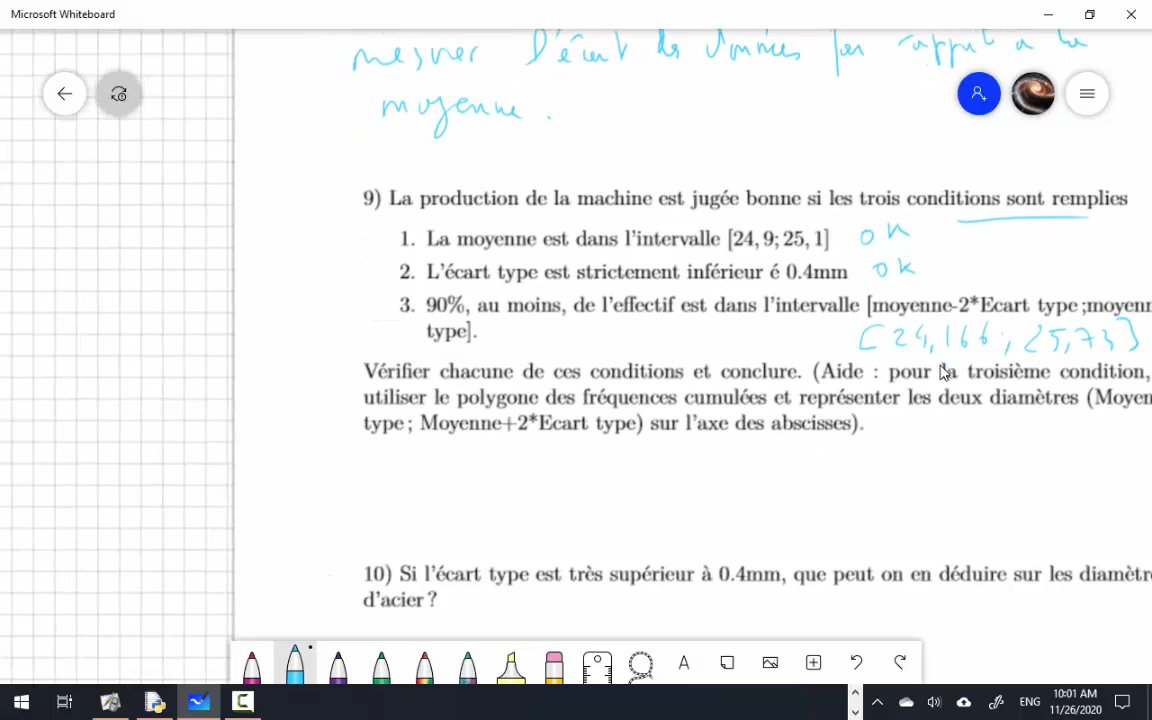 Microsoft Whiteboard
mesurer l'écart des données par rapport à la
moyenne.
9) La production de la machine est jugée bonne si les trois conditions sont remplies
1. La moyenne est dans l'intervalle [24, 9; 25, 1] ok
2. L'écart type est strictement inférieur é 0.4mm ok
3. 90%, au moins, de l'effectif est dans l'intervalle [moyenne-2*Ecart type ;moyenn
type]. [24,166; 25,73]
Vérifier chacune de ces conditions et conclure. (Aide : pour la troisième condition,
utiliser le polygone des fréquences cumulées et représenter les deux diamètres (Moyen
type ; Moyenne+2*Ecart type) sur l'axe des abscisses).
10) Si l'écart type est très supérieur à 0.4mm, que peut on en déduire sur les diamètr
d'acier ?
A
ENG
10:01 AM
11/26/2020